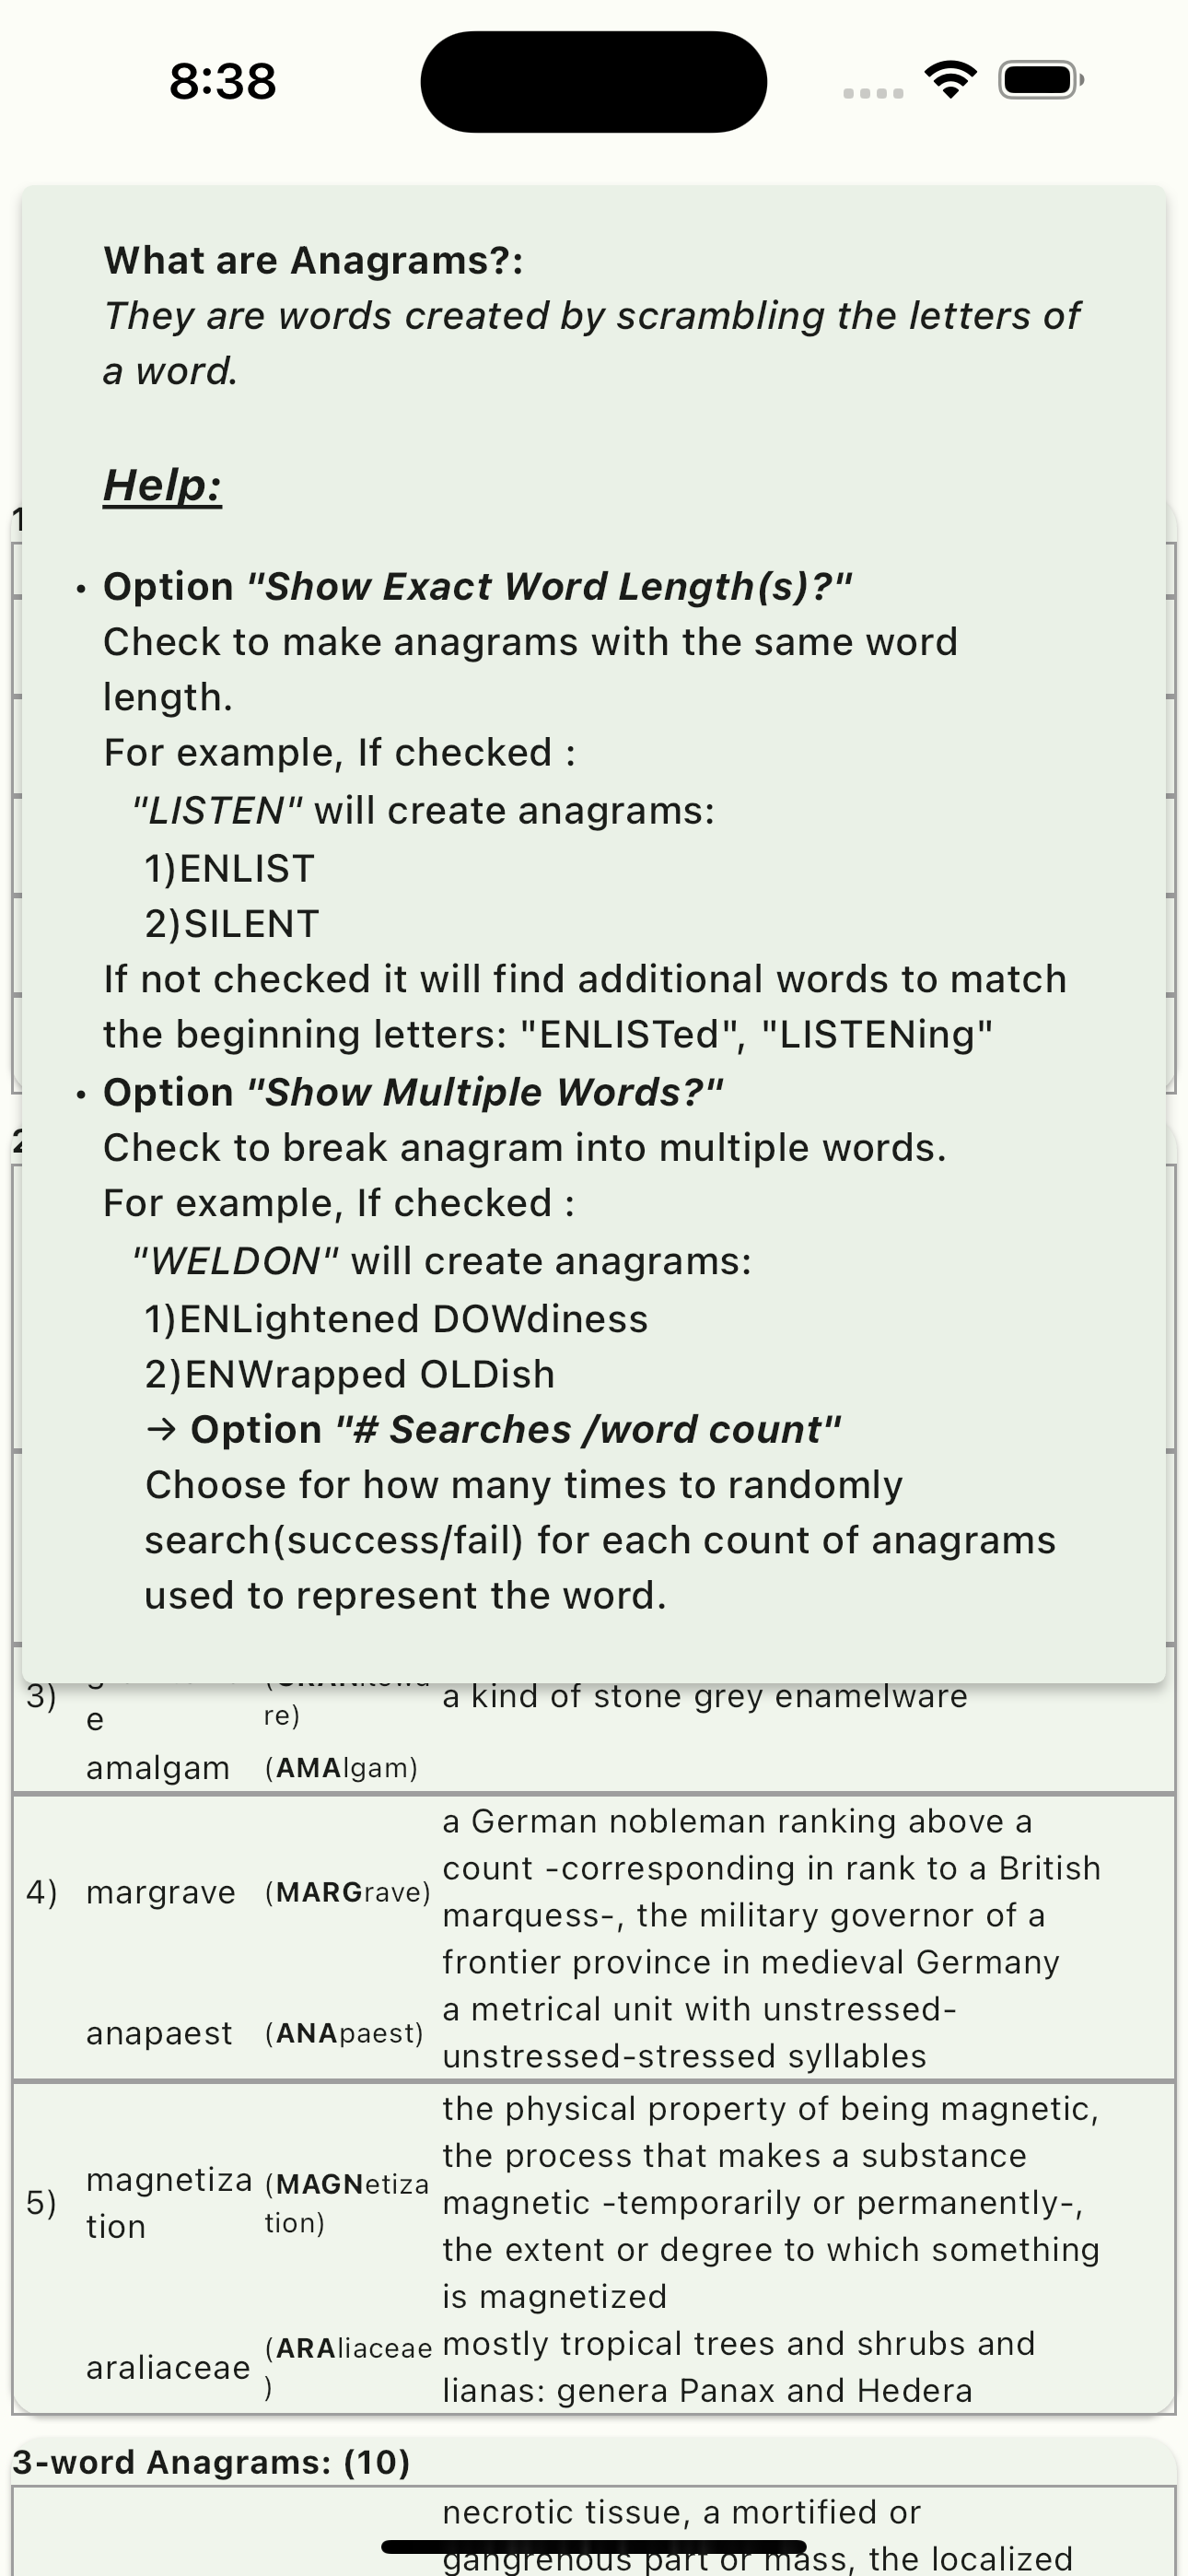 8:38
What are Anagrams?:
They are words created by scrambling the letters of
a word.
Help:
• Option "Show Exact Word Length(s)?"
Check to make anagrams with the same word
length.
For example, If checked :
"LISTEN" will create anagrams:
1)ENLIST
2)SILENT
If not checked it will find additional words to match
the beginning letters: "ENLISTed", "LISTENing"
• Option "Show Multiple Words?"
Check to break anagram into multiple words.
For example, If checked :
"WELDON" will create anagrams:
1)ENLightened DOWdiness
2)ENWrapped OLDish
→ Option "# Searches /word count"
Choose for how many times to randomly
search(success/fail) for each count of anagrams
used to represent the word.
3)
e
re)
a kind of stone grey enamelware
amalgam (AMAlgam)
4) margrave (MARGrave)
a German nobleman ranking above a
count -corresponding in rank to a British
marquess-, the military governor of a
frontier province in medieval Germany
anapaest (ANApaest)
a metrical unit with unstressed-
unstressed-stressed syllables
5)
magnetiza
tion
(MAGNetiza
tion)
the physical property of being magnetic,
the process that makes a substance
magnetic -temporarily or permanently-,
the extent or degree to which something
is magnetized
araliaceae
(ARAliaceae
)
mostly tropical trees and shrubs and
lianas: genera Panax and Hedera
3-word Anagrams: (10)
necrotic tissue, a mortified or
gangrenous part or mass, the localized